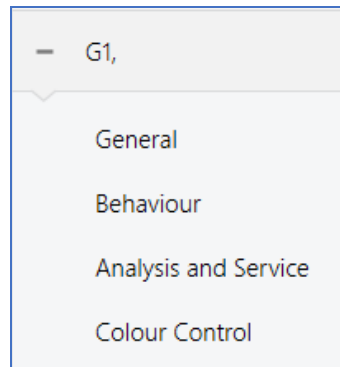 G1,
General
Behaviour
Analysis and Service
Colour Control